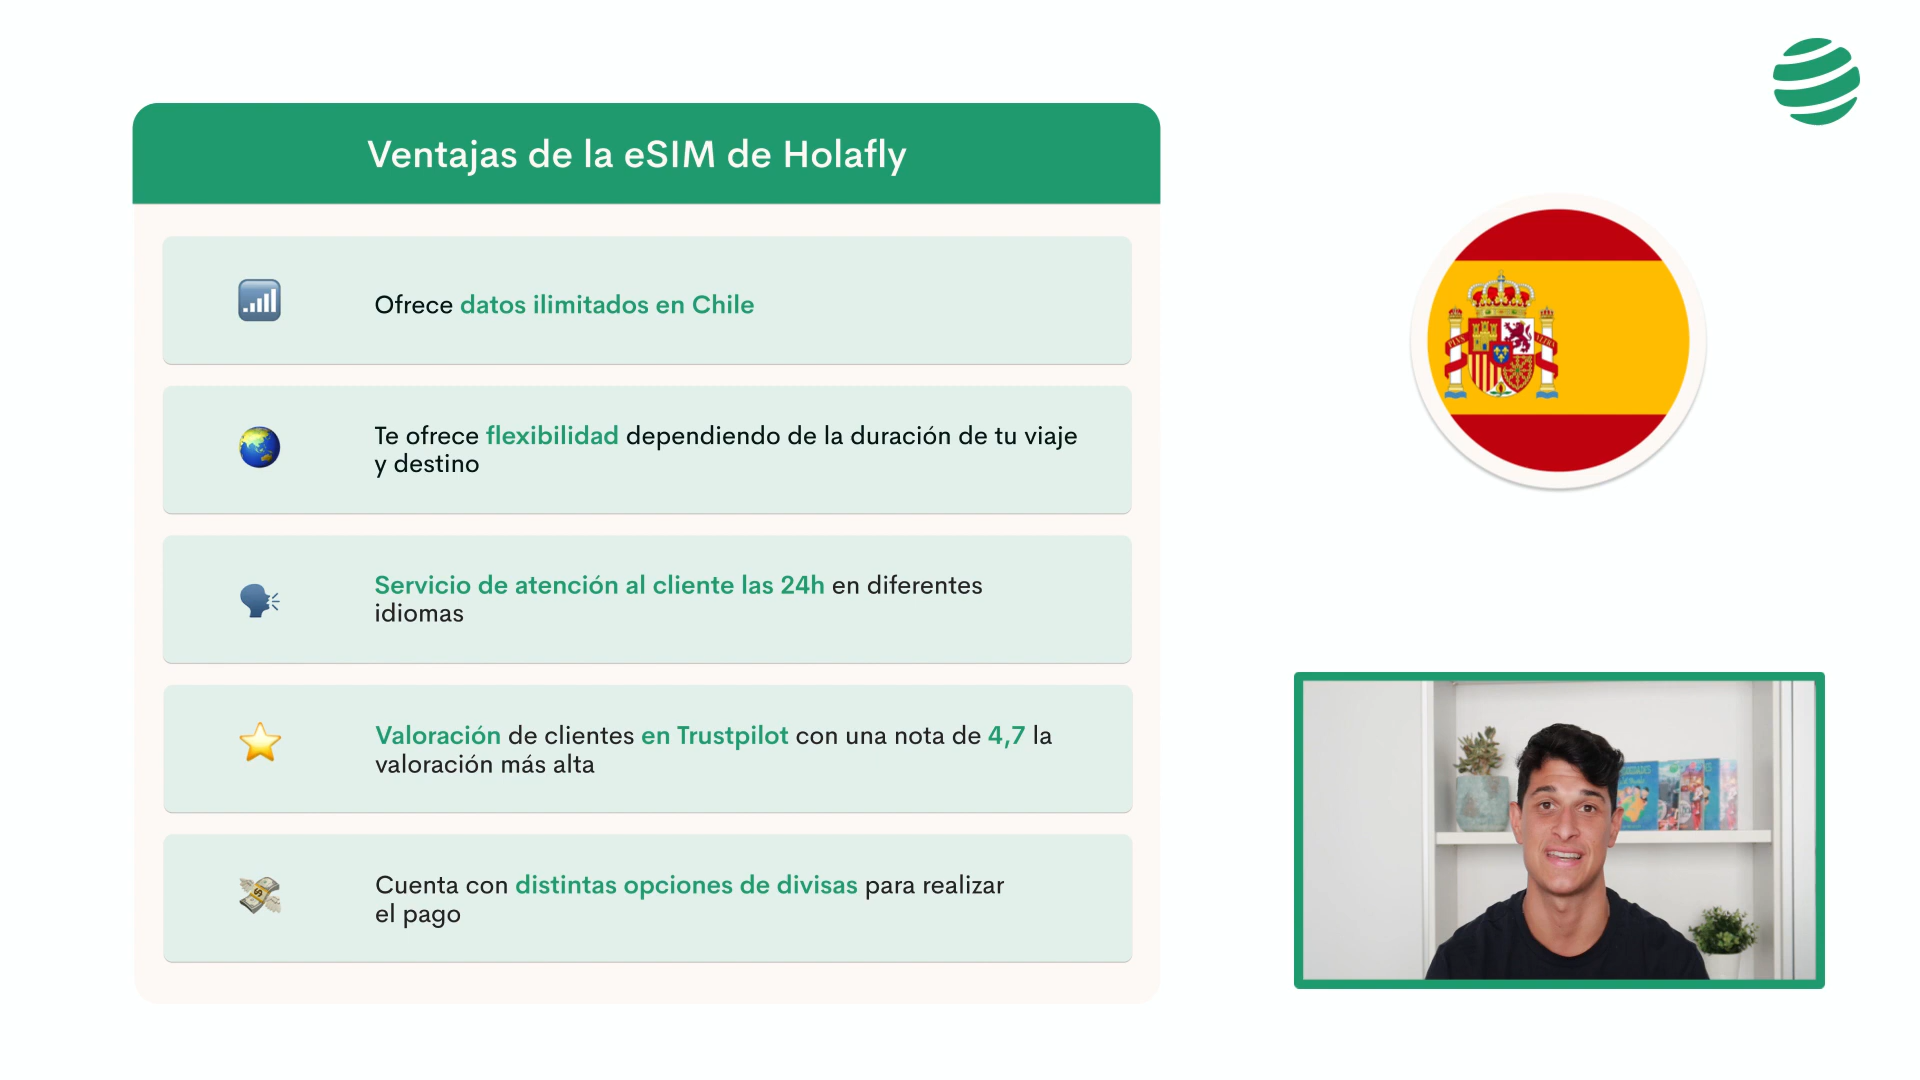 Ventajas de la eSIM de Holafly
Ofrece datos ilimitados en Chile
Te ofrece flexibilidad dependiendo de la duración de tu viaje
y destino
Servicio de atención al cliente las 24h en diferentes
idiomas
Valoración de clientes en Trustpilot con una nota de 4,7 la
valoración más alta
Cuenta con distintas opciones de divisas para realizar
el pago